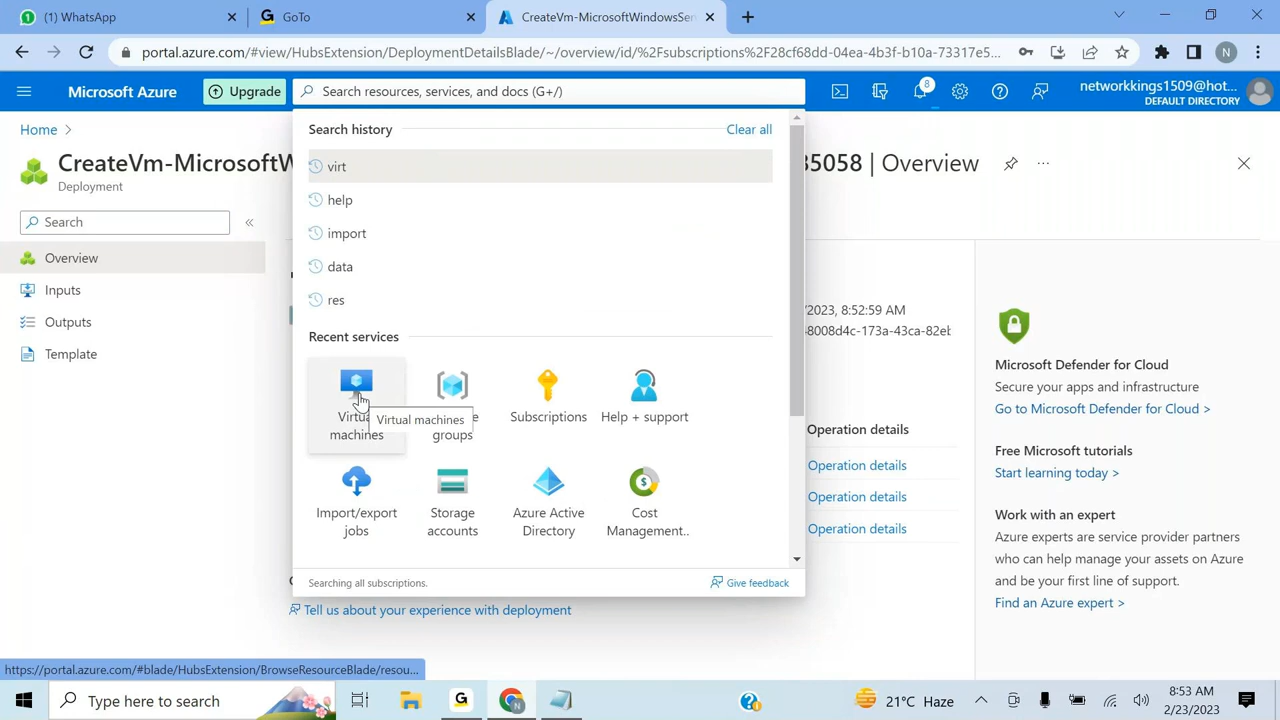 (1) WhatsApp
GoTo
CreateVm-MicrosoftWindowsSer
portal.azure.com/#view/HubsExtension/DeploymentDetailsBlade/~/overview/id/%2Fsubscriptions%2F28cf68dd-04ea-4b3f-b10a-73317e5...
N
Microsoft Azure
Upgrade
Search resources, services, and docs (G+/)
8
networkkings1509@hot...
DEFAULT DIRECTORY
Home >
CreateVm-MicrosoftW
35058 | Overview
Deployment
Search
Overview
Inputs
Outputs
Template
Search history
Clear all
virt
help
import
data
res
Recent services
Virtual machines
groups
Virtual machines
Subscriptions
Help + support
Import/export jobs
Storage accounts
Azure Active Directory
Cost Management..
Searching all subscriptions.
Give feedback
/2023, 8:52:59 AM
48008d4c-173a-43ca-82eb
Operation details
Operation details
Operation details
Operation details
Tell us about your experience with deployment
Microsoft Defender for Cloud
Secure your apps and infrastructure
Go to Microsoft Defender for Cloud >
Free Microsoft tutorials
Start learning today >
Work with an expert
Azure experts are service provider partners
who can help manage your assets on Azure
and be your first line of support.
Find an Azure expert >
https://portal.azure.com/#blade/HubsExtension/BrowseResourceBlade/resou...
Type here to search
G
21°C Haze
8:53 AM
2/23/2023